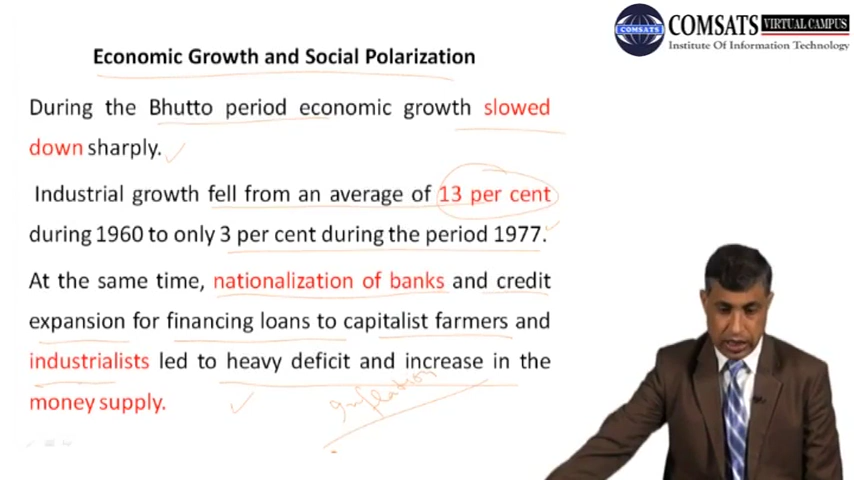 COMSATS
COMSATS VIRTUAL CAMPUS
Institute Of Information Technology
Economic Growth and Social Polarization
During the Bhutto period economic growth slowed
down sharply.
Industrial growth fell from an average of 13 per cent
during 1960 to only 3 per cent during the period 1977.
At the same time, nationalization of banks and credit
expansion for financing loans to capitalist farmers and
industrialists led to heavy deficit and increase in the
money supply.
Inflation